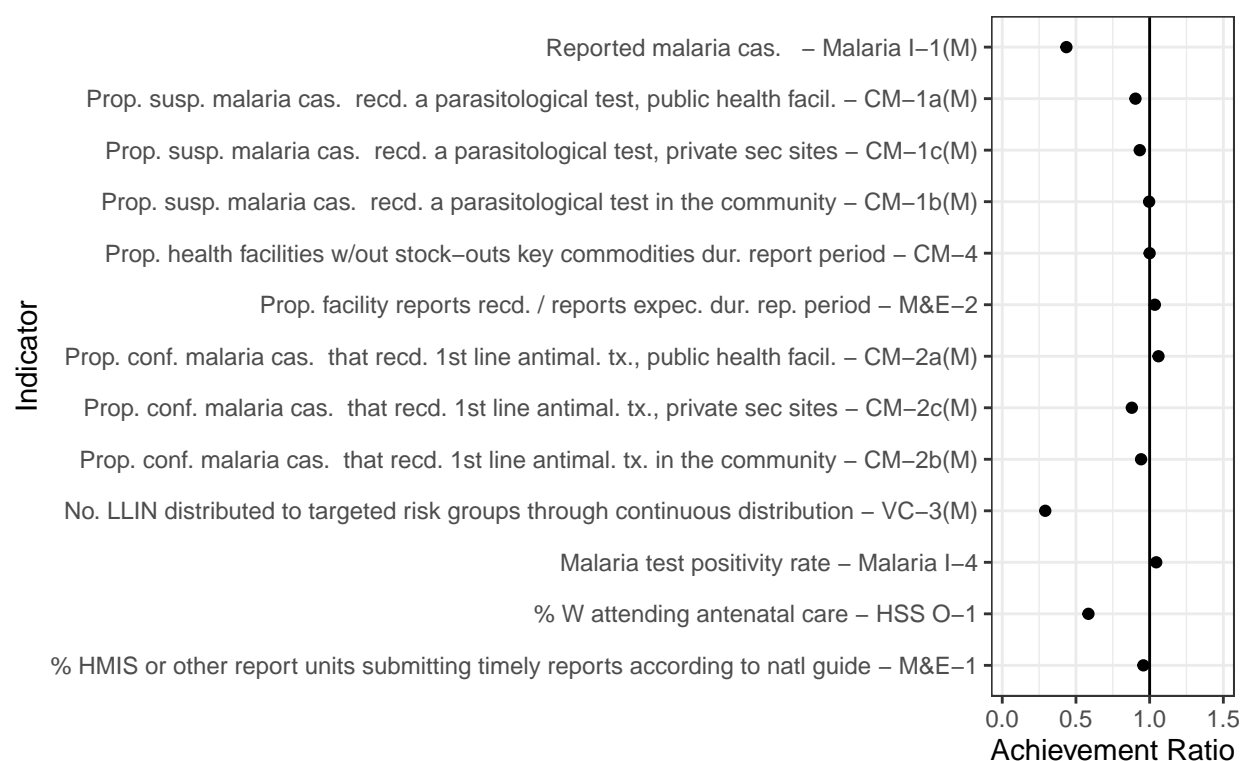 Reported malaria cas.   – Malaria I–1(M)
Prop. susp. malaria cas.  recd. a parasitological test, public health facil. – CM–1a(M)
Prop. susp. malaria cas.  recd. a parasitological test, private sec sites – CM–1c(M)
Prop. susp. malaria cas.  recd. a parasitological test in the community – CM–1b(M)
Prop. health facilities w/out stock–outs key commodities dur. report period – CM–4
Prop. facility reports recd. / reports expec. dur. rep. period – M&E–2
Prop. conf. malaria cas.  that recd. 1st line antimal. tx., public health facil. – CM–2a(M)
Prop. conf. malaria cas.  that recd. 1st line antimal. tx., private sec sites – CM–2c(M)
Prop. conf. malaria cas.  that recd. 1st line antimal. tx. in the community – CM–2b(M)
No. LLIN distributed to targeted risk groups through continuous distribution – VC–3(M)
Malaria test positivity rate – Malaria I–4
% W attending antenatal care – HSS O–1
% HMIS or other report units submitting timely reports according to natl guide – M&E–1
Indicator
0.0 0.5 1.0 1.5
Achievement Ratio